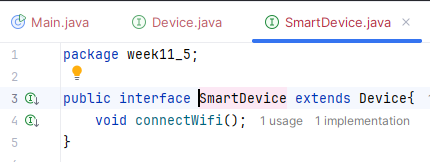 Main.java Device.java SmartDevice.java
1 package week11_5;
2
3 public interface SmartDevice extends Device{
4 void connectWifi(); 1 usage 1 implementation
5 }